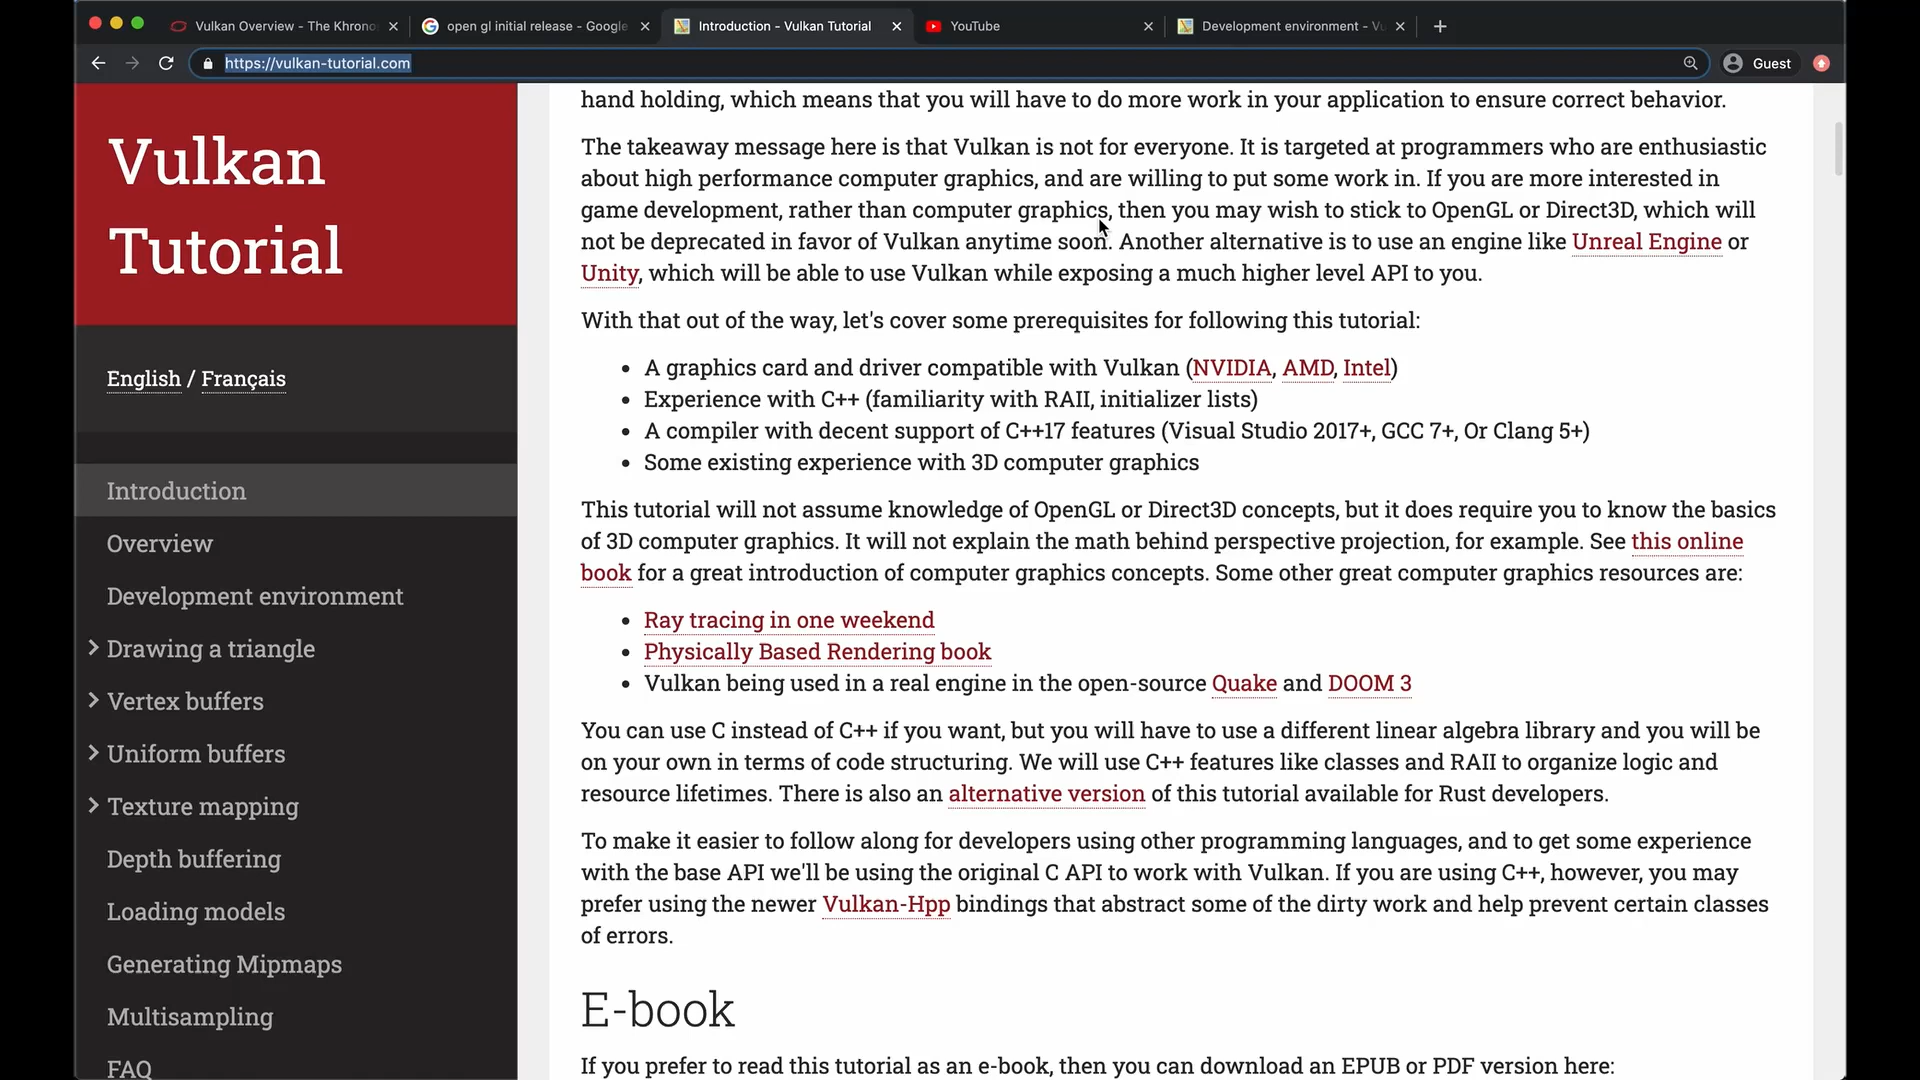 Vulkan Overview - The Khrono
open gl initial release - Google
Introduction - Vulkan Tutorial
YouTube
Development environment - Vu
https://vulkan-tutorial.com
Guest
Vulkan
Tutorial
English / Français
Introduction
Overview
Development environment
Drawing a triangle
Vertex buffers
Uniform buffers
Texture mapping
Depth buffering
Loading models
Generating Mipmaps
Multisampling
FAQ
hand holding, which means that you will have to do more work in your application to ensure correct behavior.
The takeaway message here is that Vulkan is not for everyone. It is targeted at programmers who are enthusiastic
about high performance computer graphics, and are willing to put some work in. If you are more interested in
game development, rather than computer graphics, then you may wish to stick to OpenGL or Direct3D, which will
not be deprecated in favor of Vulkan anytime soon. Another alternative is to use an engine like Unreal Engine or
Unity, which will be able to use Vulkan while exposing a much higher level API to you.
With that out of the way, let's cover some prerequisites for following this tutorial:
• A graphics card and driver compatible with Vulkan (NVIDIA, AMD, Intel)
• Experience with C++ (familiarity with RAII, initializer lists)
• A compiler with decent support of C++17 features (Visual Studio 2017+, GCC 7+, Or Clang 5+)
• Some existing experience with 3D computer graphics
This tutorial will not assume knowledge of OpenGL or Direct3D concepts, but it does require you to know the basics
of 3D computer graphics. It will not explain the math behind perspective projection, for example. See this online
book for a great introduction of computer graphics concepts. Some other great computer graphics resources are:
• Ray tracing in one weekend
• Physically Based Rendering book
• Vulkan being used in a real engine in the open-source Quake and DOOM 3
You can use C instead of C++ if you want, but you will have to use a different linear algebra library and you will be
on your own in terms of code structuring. We will use C++ features like classes and RAII to organize logic and
resource lifetimes. There is also an alternative version of this tutorial available for Rust developers.
To make it easier to follow along for developers using other programming languages, and to get some experience
with the base API we'll be using the original C API to work with Vulkan. If you are using C++, however, you may
prefer using the newer Vulkan-Hpp bindings that abstract some of the dirty work and help prevent certain classes
of errors.
E-book
If you prefer to read this tutorial as an e-book, then you can download an EPUB or PDF version here: